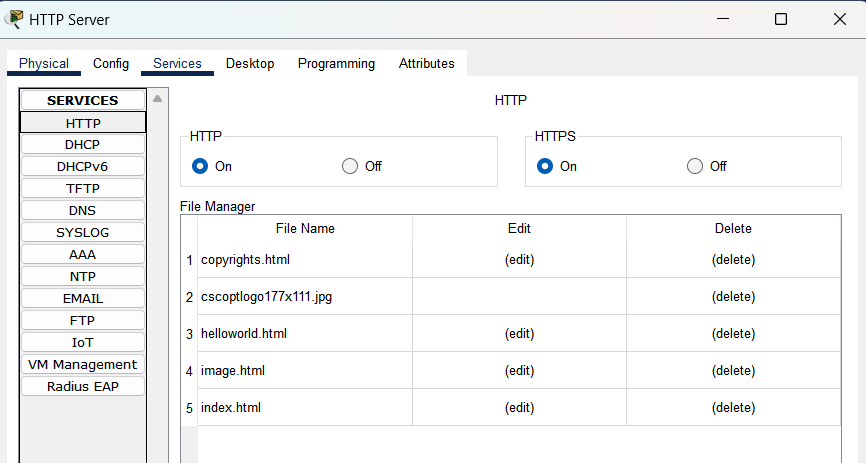 HTTP Server
Physical Config Services Desktop Programming Attributes
SERVICES
HTTP
DHCP
DHCPv6
TFTP
DNS
SYSLOG
AAA
NTP
EMAIL
FTP
IoT
VM Management
Radius EAP
HTTP
HTTP
On Off
HTTPS
On Off
File Manager
File Name Edit Delete
1 copyrights.html (edit) (delete)
2 cscoptlogo177x111.jpg (delete)
3 helloworld.html (edit) (delete)
4 image.html (edit) (delete)
5 index.html (edit) (delete)